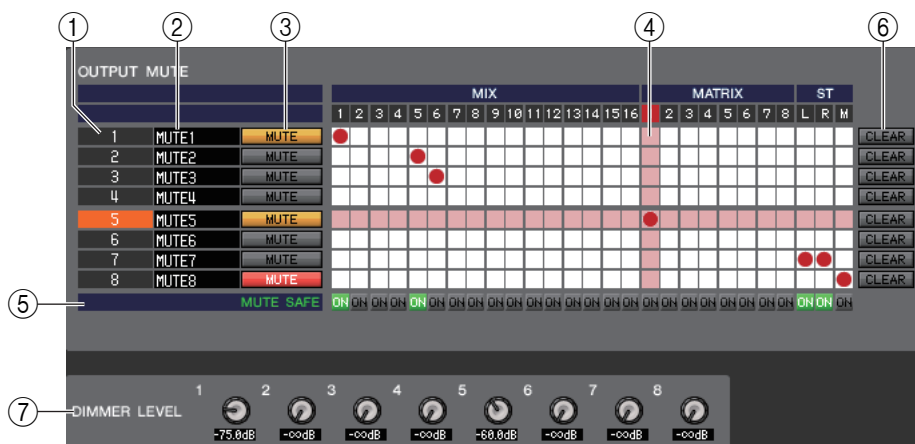 ① ② ③ ④ ⑥
OUTPUT MUTE
MIX MATRIX ST
1 2 3 4 5 6 7 8 9 10 11 12 13 14 15 16 2 3 4 5 6 7 8 L R M
1 MUTE1 MUTE CLEAR
2 MUTE2 MUTE CLEAR
3 MUTE3 MUTE CLEAR
4 MUTE4 MUTE CLEAR
5 MUTE5 MUTE CLEAR
6 MUTE6 MUTE CLEAR
7 MUTE7 MUTE CLEAR
8 MUTE8 MUTE CLEAR
⑤ MUTE SAFE ON ON ON ON ON ON ON ON ON ON ON ON ON ON ON ON ON ON ON ON ON ON ON ON ON ON ON
1 2 3 4 5 6 7 8
⑦ DIMMER LEVEL
-75.0dB -∞dB -∞dB -∞dB -60.0dB -∞dB -∞dB -∞dB